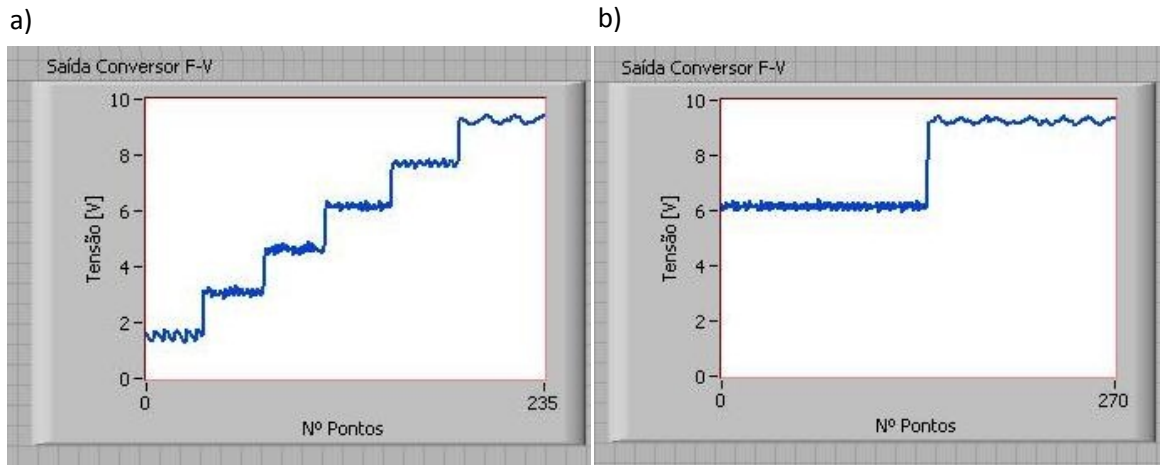 a)
Saída Conversor F-V
10
8
6
4
2
0
Tensão [V]
0
235
Nº Pontos
b)
Saída Conversor F-V
10
8
6
4
2
0
Tensão [V]
0
270
Nº Pontos